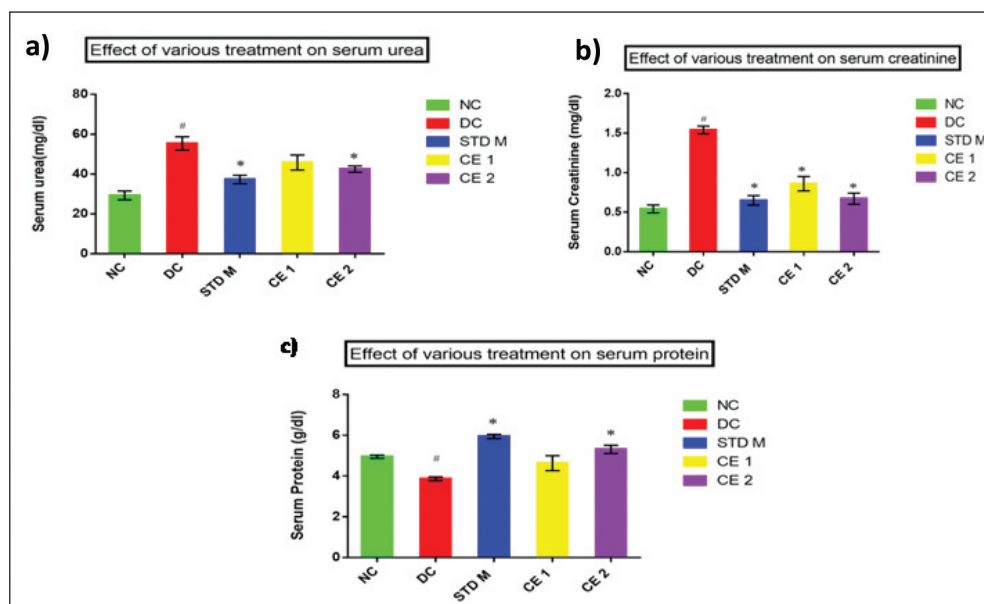 a)
Effect of various treatment on serum urea
Serum urea(mg/dl)
80
60
40
20
0
#
*
*
NC
DC
STD M
CE 1
CE 2
NC
DC
STD M
CE 1
CE 2
b)
Effect of various treatment on serum creatinine
Serum Creatinine (mg/dl)
2.0
1.5
1.0
0.5
0.0
#
*
*
*
NC
DC
STD M
CE 1
CE 2
NC
DC
STD M
CE 1
CE 2
c)
Effect of various treatment on serum protein
Serum Protein (g/dl)
8
6
4
2
0
#
*
*
NC
DC
STD M
CE 1
CE 2
NC
DC
STD M
CE 1
CE 2